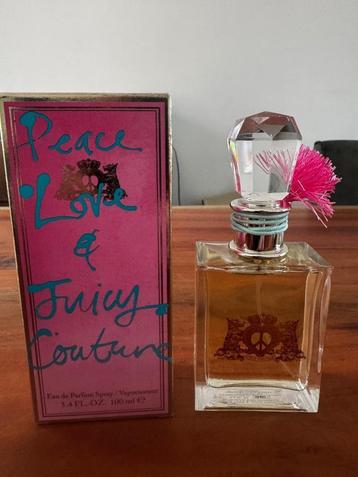 Peace
Love
&
Juicy
Couture
Eau de Parfum Spray / Vaporisateur
3.4 FL. OZ. 100 ml e